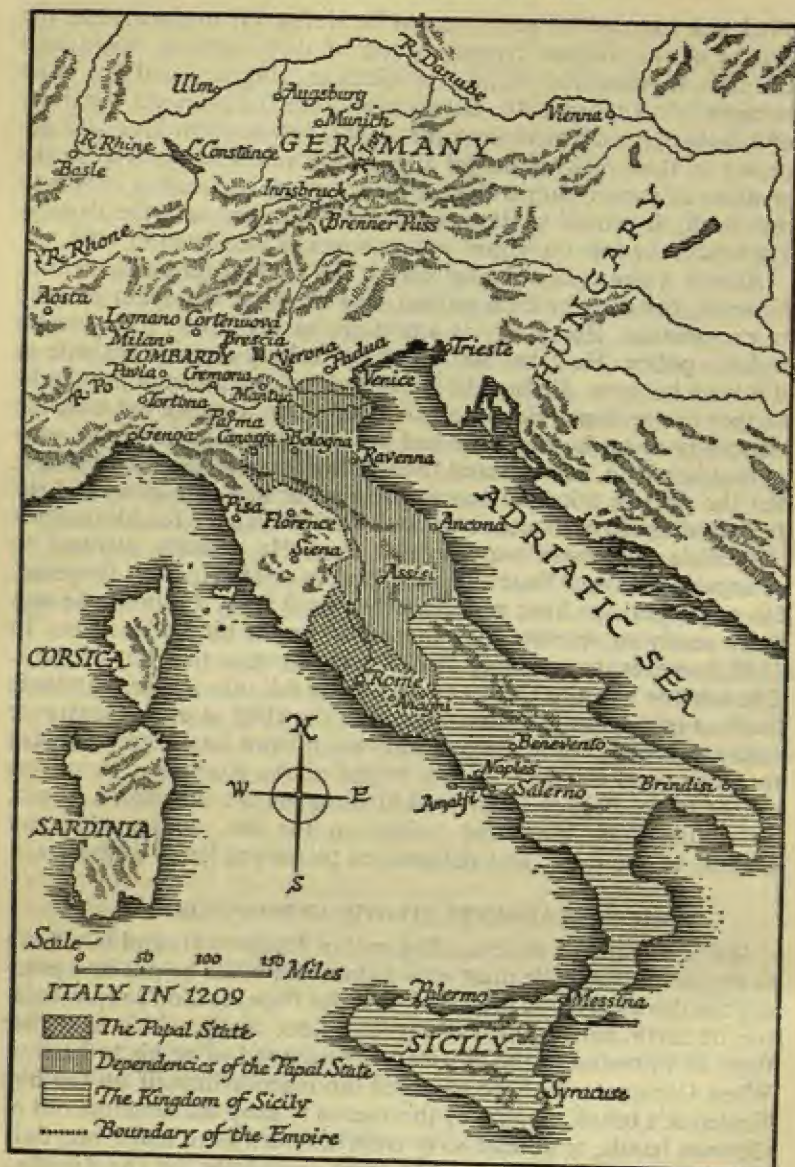 R Danube
Ulm
Augsburg
Munich
Vienna
R Rhine
L Constance
GERMANY
Basle
Innsbruck
Brenner Pass
R Rhone
HUNGARY
Aosta
Legnano
Cortenuova
Milan
Brescia
LOMBARDY
Verona
Padua
Trieste
Pavia
Cremona
Mantua
Venice
R Po
Tortona
Parma
Genoa
Canossa
Bologna
Ravenna
Pisa
Florence
Ancona
ADRIATIC SEA
Siena
Assisi
CORSICA
Rome
N
Benevento
W
E
Naples
Amalfi
Salerno
Brindisi
SARDINIA
S
Scale
0 50 100 150 Miles
ITALY IN 1209
Palermo
Messina
The Papal State
SICILY
Dependencies of the Papal State
The Kingdom of Sicily
Syracuse
Boundary of the Empire